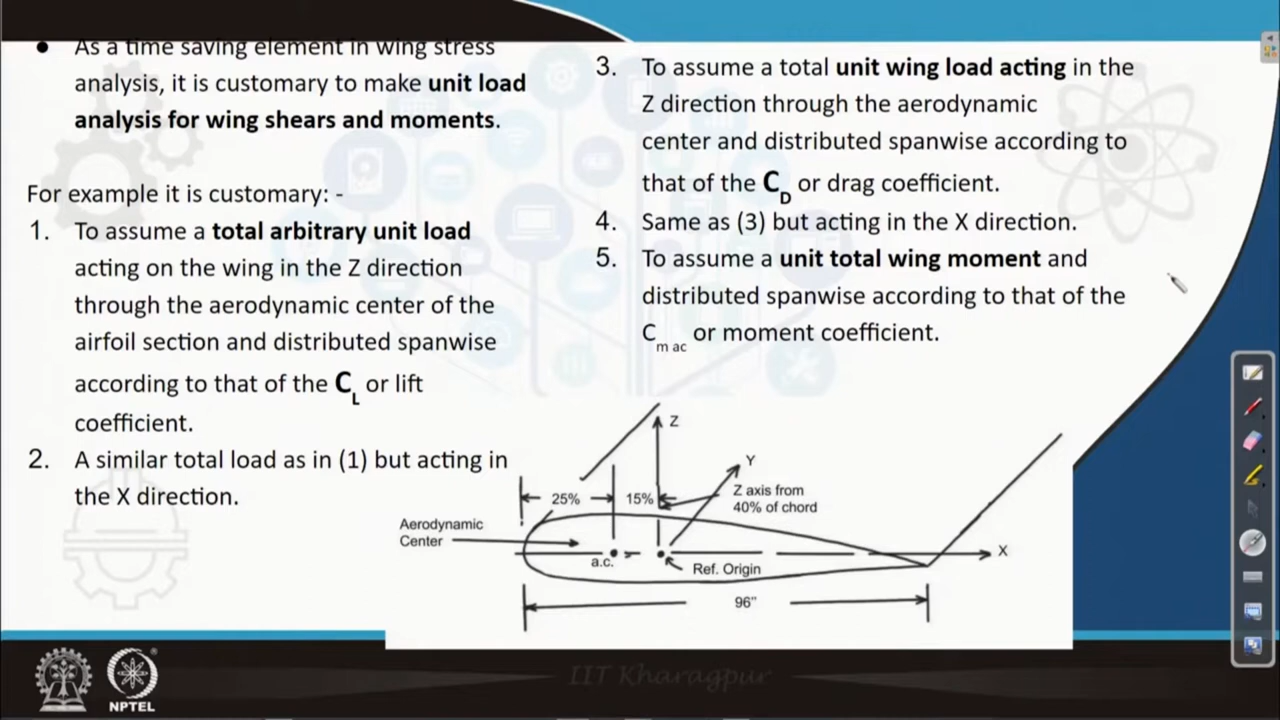 • As a time saving element in wing stress
analysis, it is customary to make unit load
analysis for wing shears and moments.
For example it is customary: -
1. To assume a total arbitrary unit load
acting on the wing in the Z direction
through the aerodynamic center of the
airfoil section and distributed spanwise
according to that of the CL or lift
coefficient.
2. A similar total load as in (1) but acting in
the X direction.
3. To assume a total unit wing load acting in the
Z direction through the aerodynamic
center and distributed spanwise according to
that of the CD or drag coefficient.
4. Same as (3) but acting in the X direction.
5. To assume a unit total wing moment and
distributed spanwise according to that of the
Cm ac or moment coefficient.
Z
Y
25%
15%
Z axis from
40% of chord
Aerodynamic
Center
a.c.
Ref. Origin
X
96"
IIT Kharagpur
NPTEL